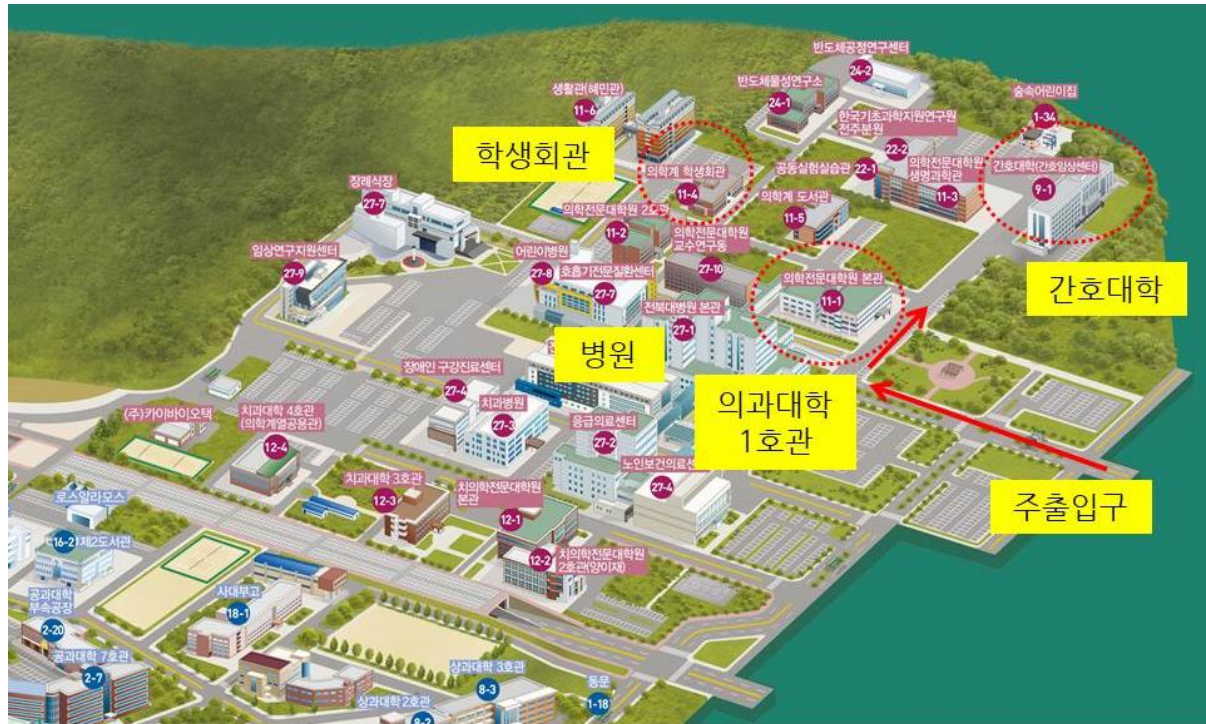 반도체공정연구센터
24-2
생활관(혜민관)
11-6
반도체물성연구소
24-1
숲속어린이집
1-34
한국기초과학지원연구원
전주분원
22-2
학생회관
의학계 학생회관
11-4
공동실험실습관
22-1
의학전문대학원
생명과학관
11-3
간호대학(간호임상센터)
9-1
장례식장
27-7
의학계 도서관
11-5
의학전문대학원 2호관
11-2
의학전문대학원
교수연구동
27-10
임상연구지원센터
27-9
어린이병원
27-8
호흡기전문질환센터
27-7
의학전문대학원 본관
11-1
간호대학
전북대병원 본관
27-1
병원
장애인 구강진료센터
27-4
치과병원
27-3
의과대학
1호관
(주)카이바이오텍
치과대학 4호관
(의학계열공용관)
12-4
응급의료센터
27-2
노인보건의료센
27-4
주출입구
치과대학 3호관
12-3
치의학전문대학원
본관
12-1
로스알라모스
16-2
제2도서관
12-2
치의학전문대학원
2호관(양이재)
공과대학
부속공장
2-20
사대부고
18-1
공과대학 7호관
2-7
상과대학 3호관
8-3
동문
1-18
상과대학 2호관
8-2